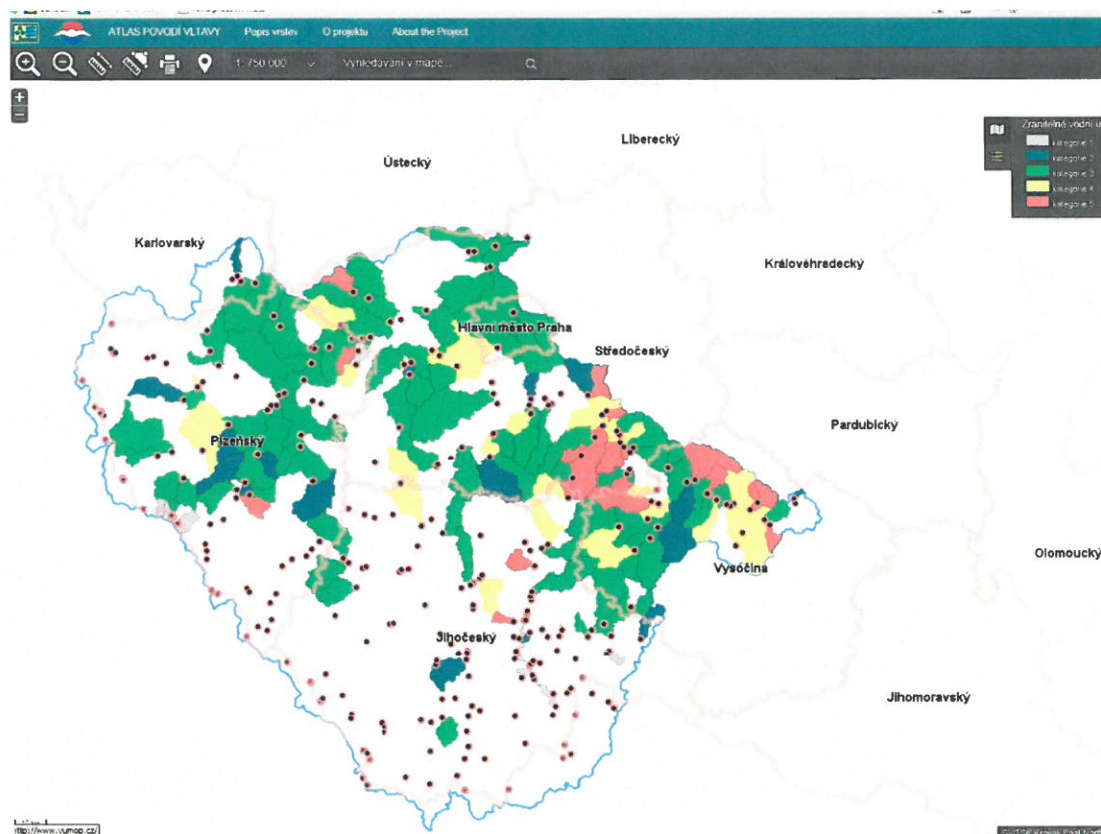 ATLAS POVODÍ VLTAVY Popis vrstev O projektu About the Project
1: 750 000 Vyhledávání v mapě...
+
−
Zranitelné vodní ú
kategorie 1
kategorie 2
kategorie 3
kategorie 4
kategorie 5
Liberecký
Ústecký
Karlovarský
Královéhradecký
Hlavní město Praha
Středočeský
Pardubický
Plzeňský
Olomoucký
Vysočina
Jihočeský
Jihomoravský
http://www.vumop.cz/